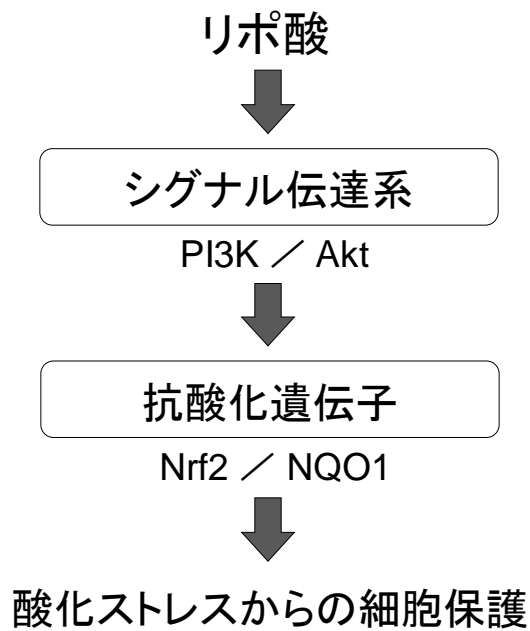 リポ酸
シグナル伝達系
PI3K ／ Akt
抗酸化遺伝子
Nrf2 ／ NQO1
酸化ストレスからの細胞保護